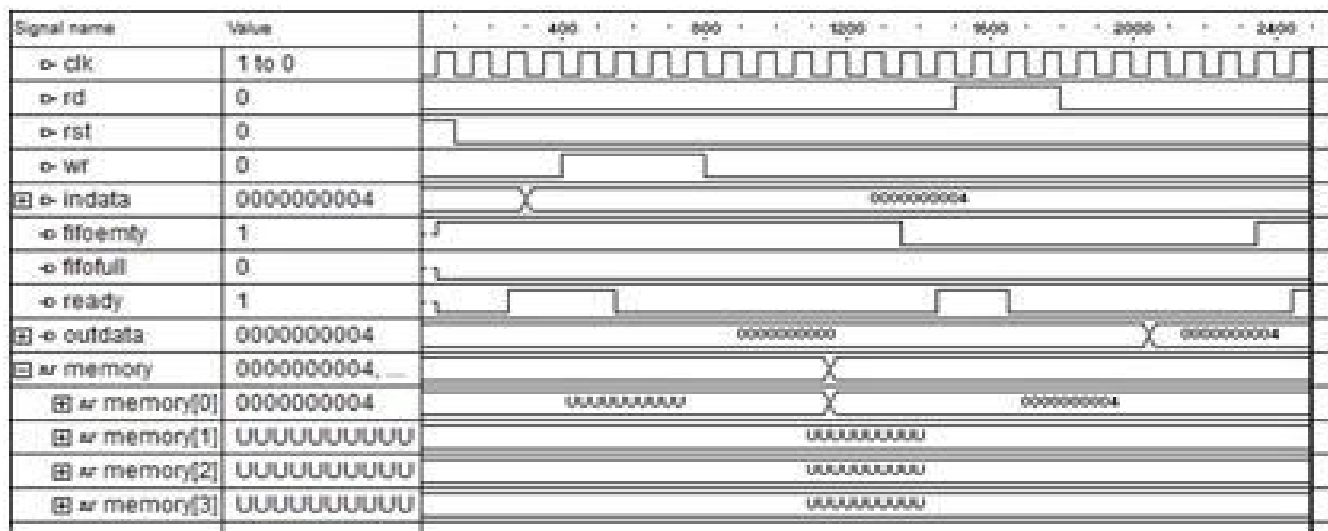 Signal name Value 400 800 1200 1600 2000 2400
clk 1 to 0
rd 0
rst 0
wr 0
indata 0000000004 0000000004
fifoemty 1
fifofull 0
ready 1
outdata 0000000004 0000000000 0000000004
memory 0000000004, ...
memory[0] 0000000004 UUUUUUUUUU 0000000004
memory[1] UUUUUUUUUU UUUUUUUUUU
memory[2] UUUUUUUUUU UUUUUUUUUU
memory[3] UUUUUUUUUU UUUUUUUUUU